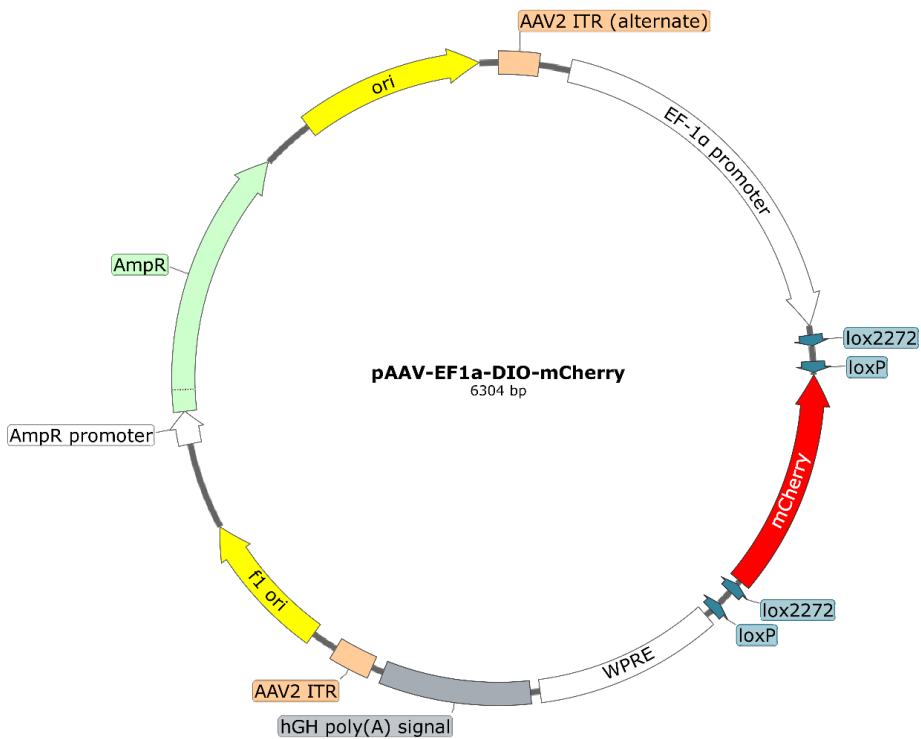 AAV2 ITR (alternate)
ori
EF-1α promoter
AmpR
lox2272
loxP
pAAV-EF1a-DIO-mCherry
6304 bp
AmpR promoter
mCherry
f1 ori
lox2272
loxP
WPRE
AAV2 ITR
hGH poly(A) signal